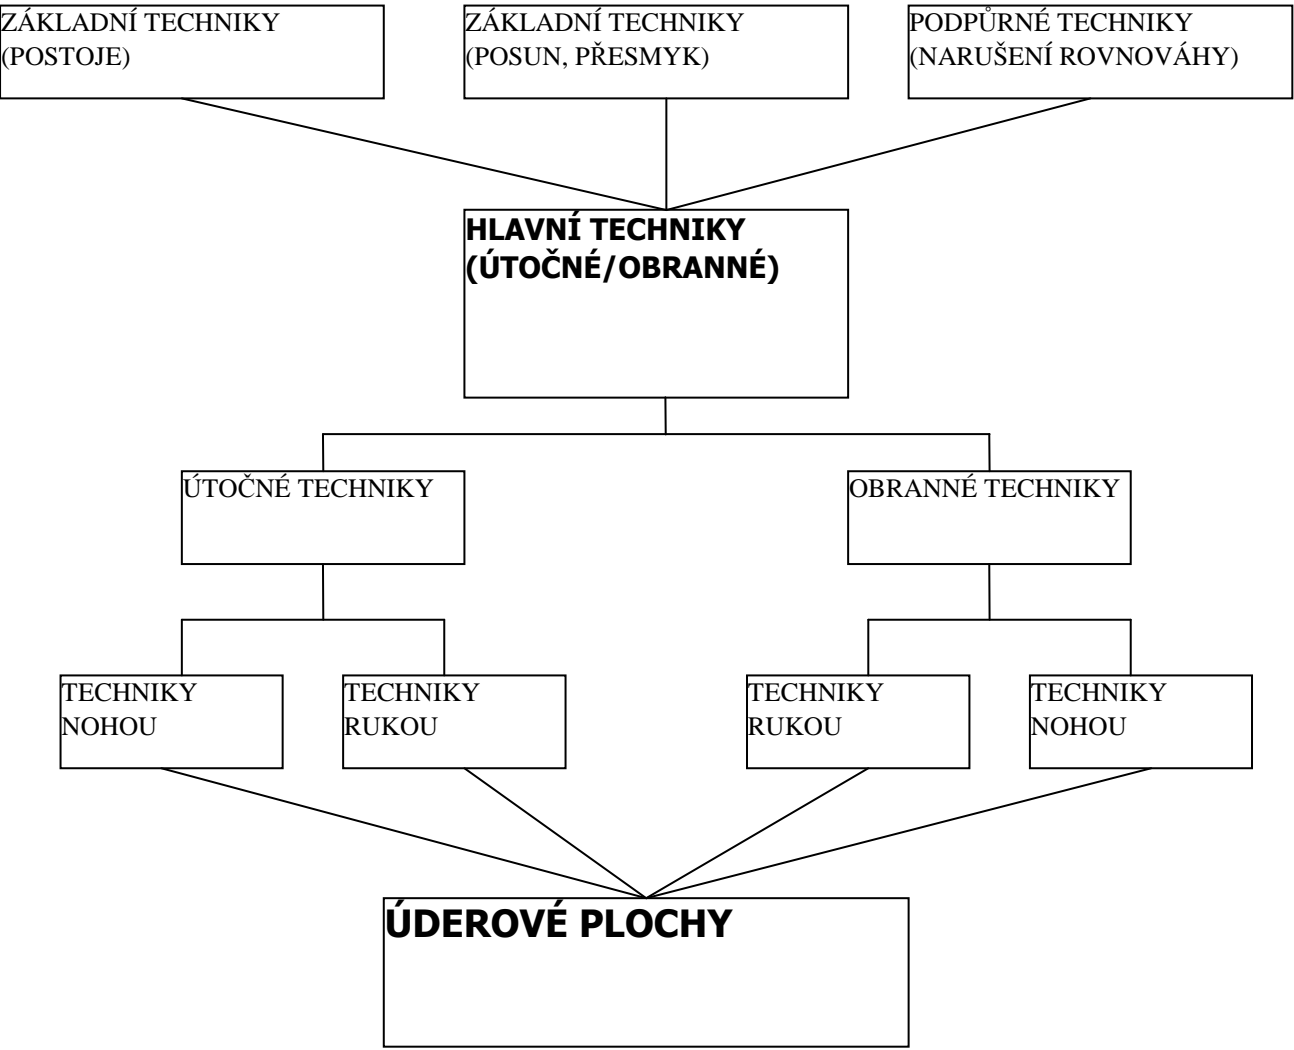 ZÁKLADNÍ TECHNIKY
(POSTOJE)
ZÁKLADNÍ TECHNIKY
(POSUN, PŘESMYK)
PODPŮRNÉ TECHNIKY
(NARUŠENÍ ROVNOVÁHY)
HLAVNÍ TECHNIKY
(ÚTOČNÉ/OBRANNÉ)
ÚTOČNÉ TECHNIKY
OBRANNÉ TECHNIKY
TECHNIKY
NOHOU
TECHNIKY
RUKOU
TECHNIKY
RUKOU
TECHNIKY
NOHOU
ÚDEROVÉ PLOCHY